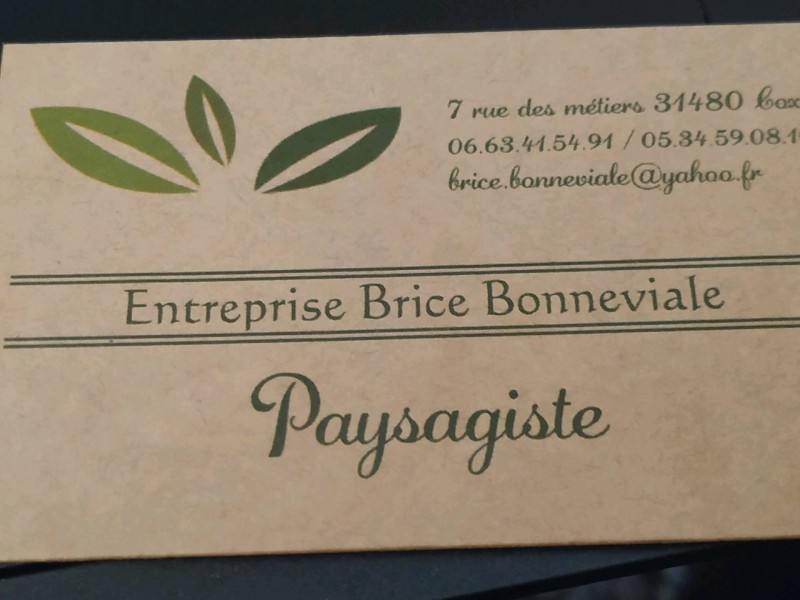 7 rue des métiers 31480
06.63.41.54.91 / 05.34.59.08.1
brice.bonneviale@yahoo.fr
Entreprise Brice Bonneviale
Paysagiste